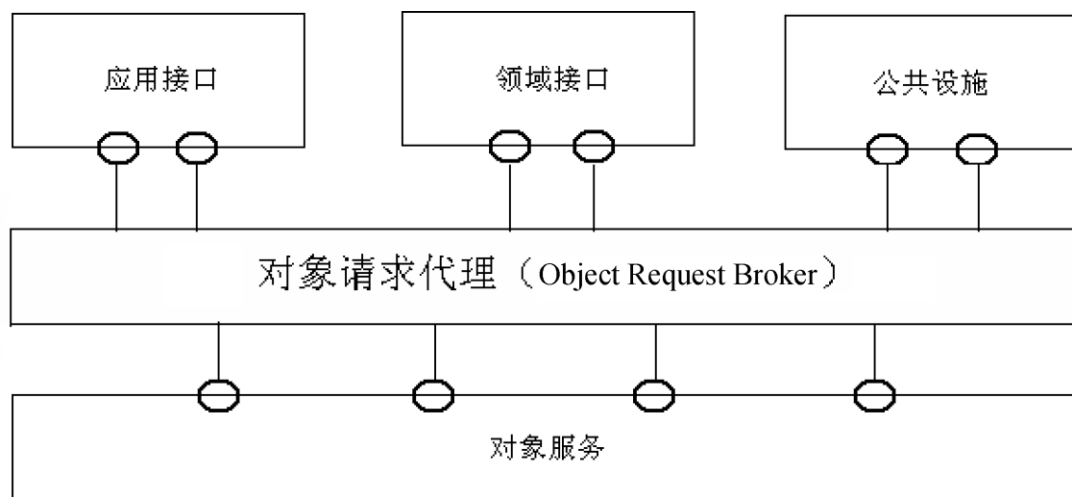 应用接口
领域接口
公共设施
对象请求代理（Object Request Broker）
对象服务